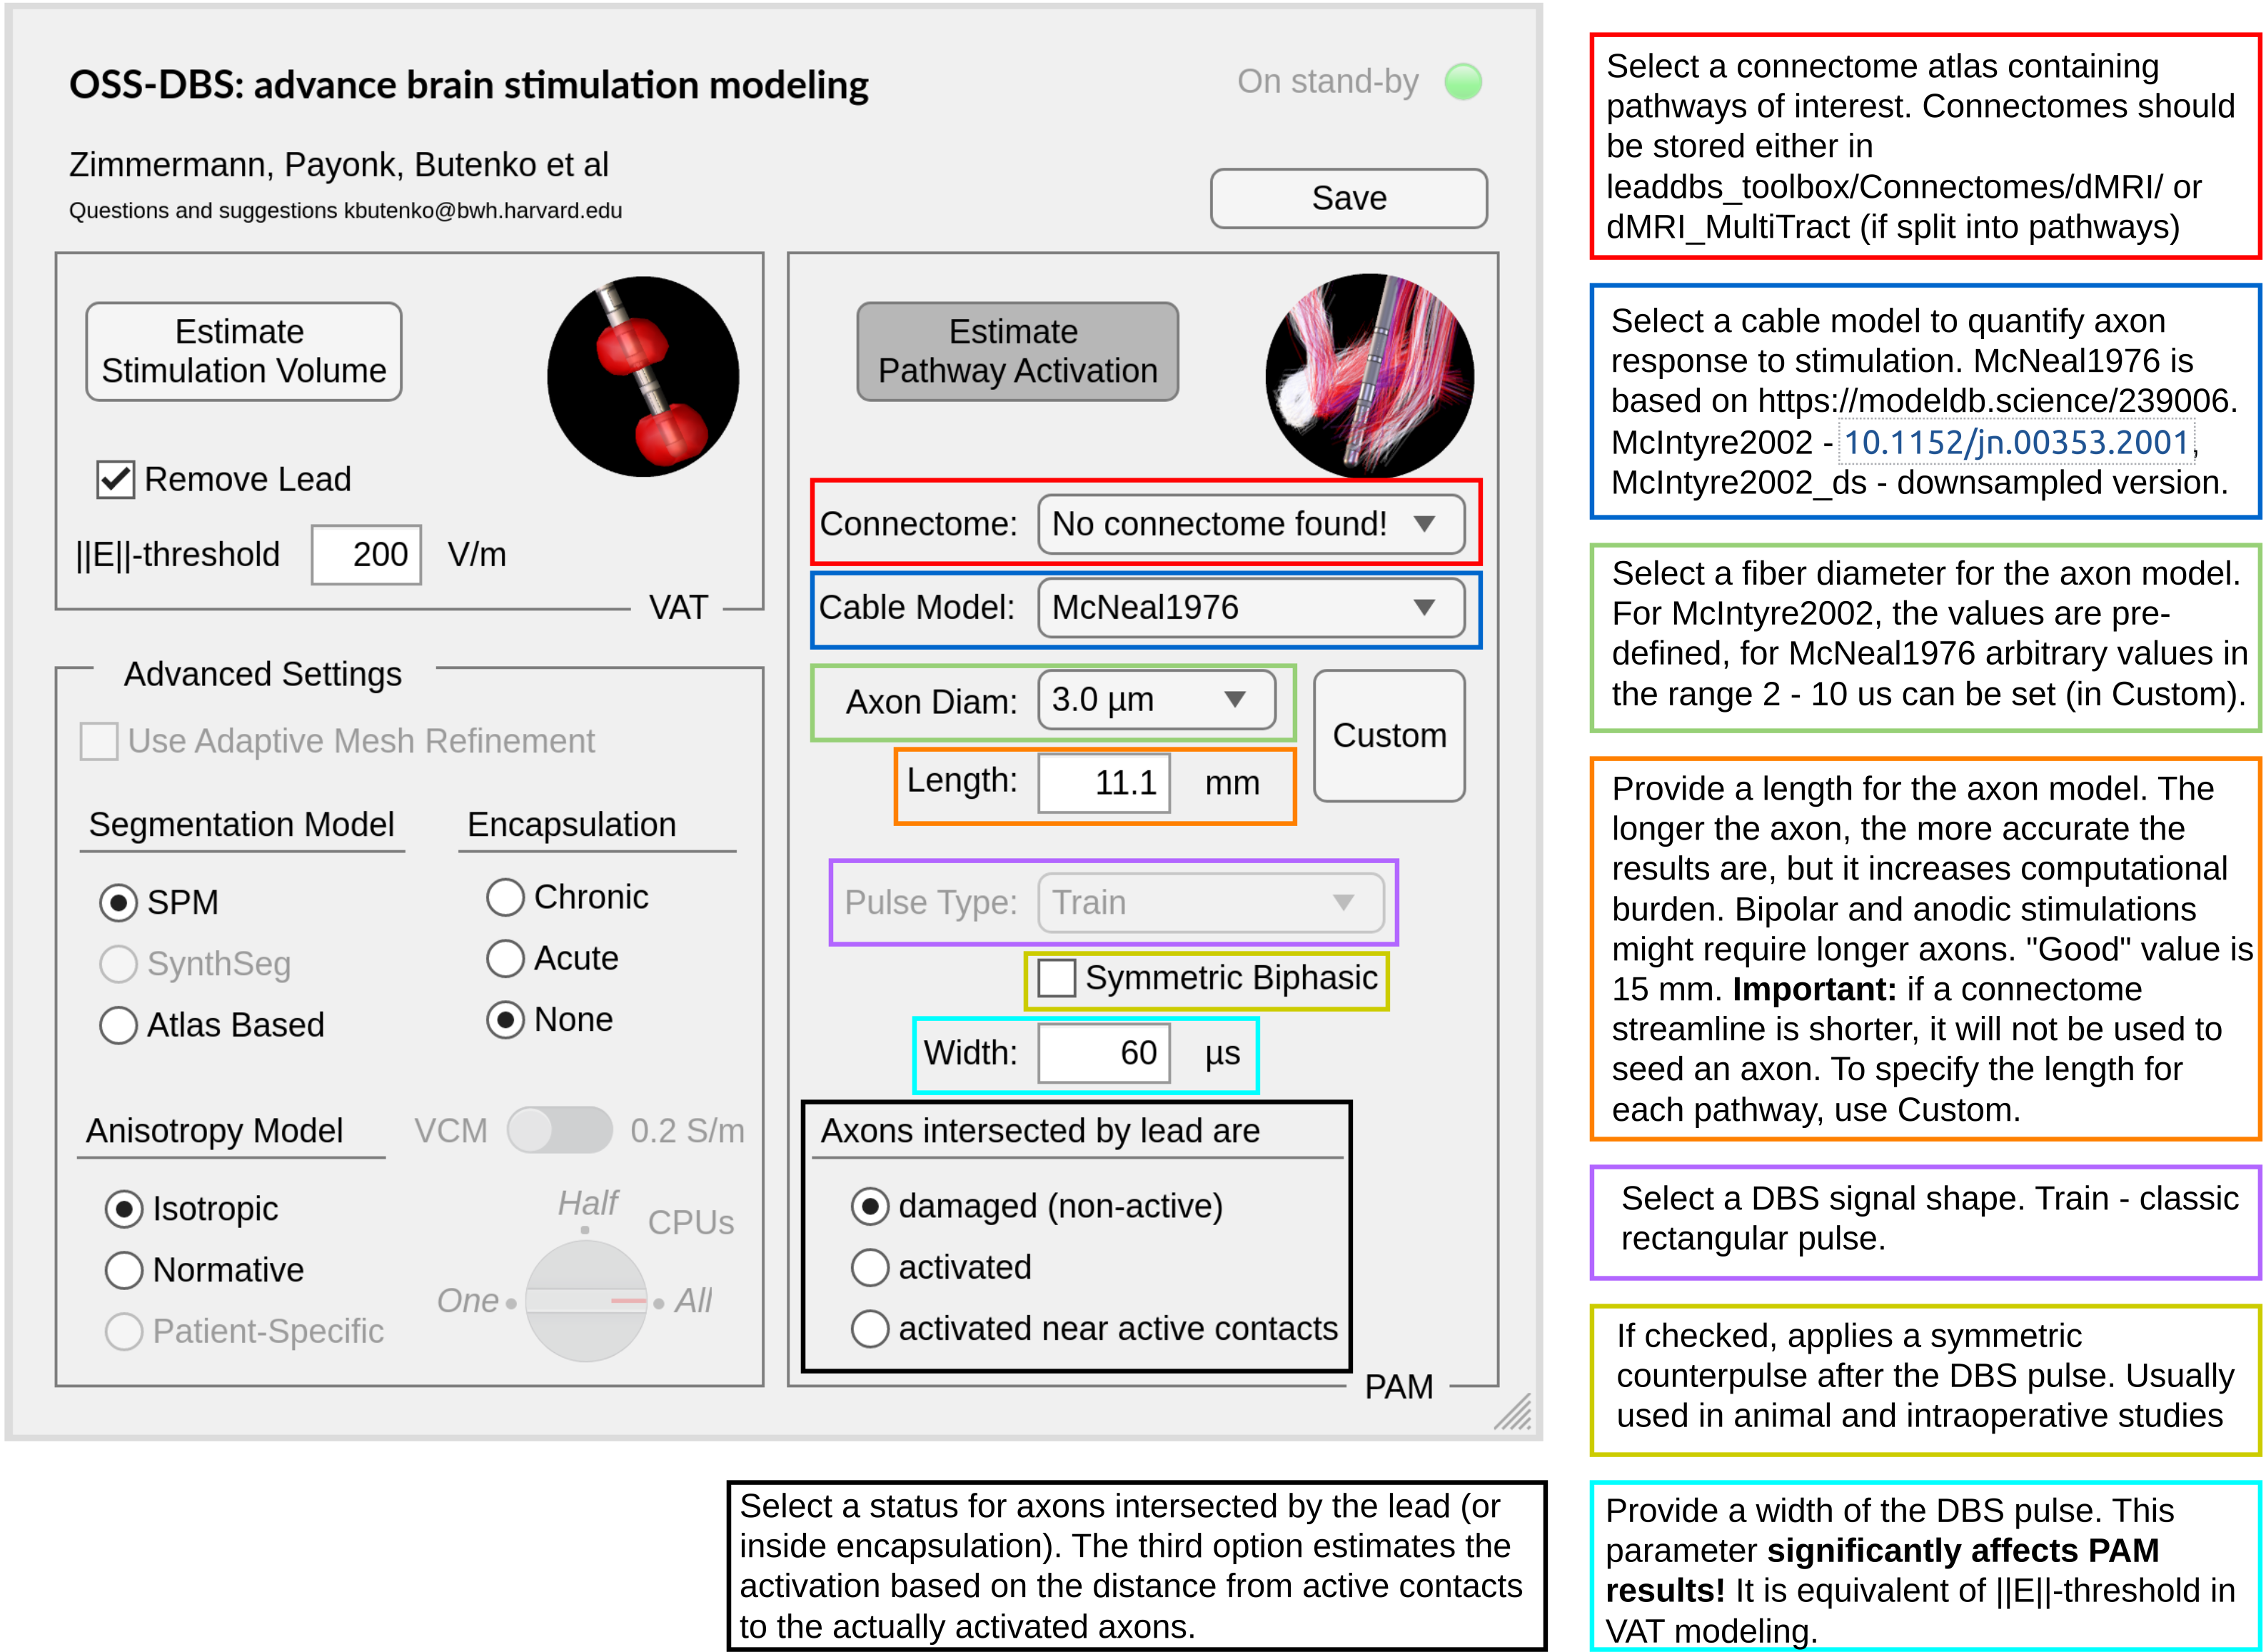 OSS-DBS: advance brain stimulation modeling
On stand-by
Zimmermann, Payonk, Butenko et al
Questions and suggestions kbutenko@bwh.harvard.edu
Save
Estimate
Stimulation Volume
Remove Lead
||E||-threshold 200 V/m
VAT
Advanced Settings
Use Adaptive Mesh Refinement
Segmentation Model
SPM
SynthSeg
Atlas Based
Encapsulation
Chronic
Acute
None
Anisotropy Model
Isotropic
Normative
Patient-Specific
VCM 0.2 S/m
Half
CPUs
One
All
Estimate
Pathway Activation
Connectome: No connectome found!
Cable Model: McNeal1976
Axon Diam: 3.0 µm
Custom
Length: 11.1 mm
Pulse Type: Train
Symmetric Biphasic
Width: 60 µs
Axons intersected by lead are
damaged (non-active)
activated
activated near active contacts
PAM
Select a connectome atlas containing
pathways of interest. Connectomes should
be stored either in
leaddbs_toolbox/Connectomes/dMRI/ or
dMRI_MultiTract (if split into pathways)
Select a cable model to quantify axon
response to stimulation. McNeal1976 is
based on https://modeldb.science/239006.
McIntyre2002 - 10.1152/jn.00353.2001,
McIntyre2002_ds - downsampled version.
Select a fiber diameter for the axon model.
For McIntyre2002, the values are pre-
defined, for McNeal1976 arbitrary values in
the range 2 - 10 us can be set (in Custom).
Provide a length for the axon model. The
longer the axon, the more accurate the
results are, but it increases computational
burden. Bipolar and anodic stimulations
might require longer axons. "Good" value is
15 mm. Important: if a connectome
streamline is shorter, it will not be used to
seed an axon. To specify the length for
each pathway, use Custom.
Select a DBS signal shape. Train - classic
rectangular pulse.
If checked, applies a symmetric
counterpulse after the DBS pulse. Usually
used in animal and intraoperative studies
Select a status for axons intersected by the lead (or
inside encapsulation). The third option estimates the
activation based on the distance from active contacts
to the actually activated axons.
Provide a width of the DBS pulse. This
parameter significantly affects PAM
results! It is equivalent of ||E||-threshold in
VAT modeling.